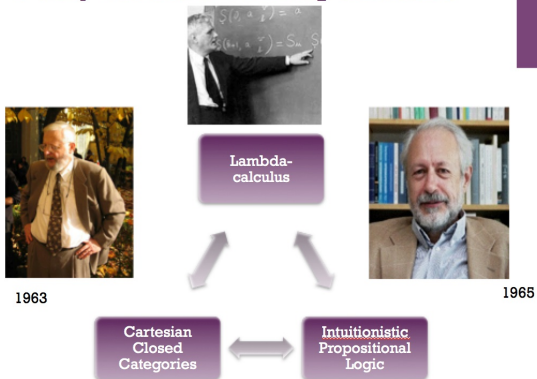 Lambda-
calculus
1963
1965
Cartesian
Closed
Categories
Intuitionistic
Propositional
Logic